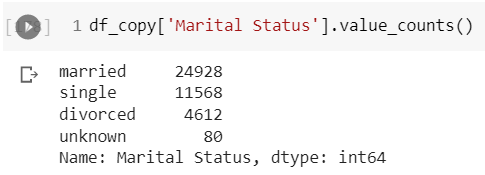 1 df_copy['Marital Status'].value_counts()
married 24928
single 11568
divorced 4612
unknown 80
Name: Marital Status, dtype: int64